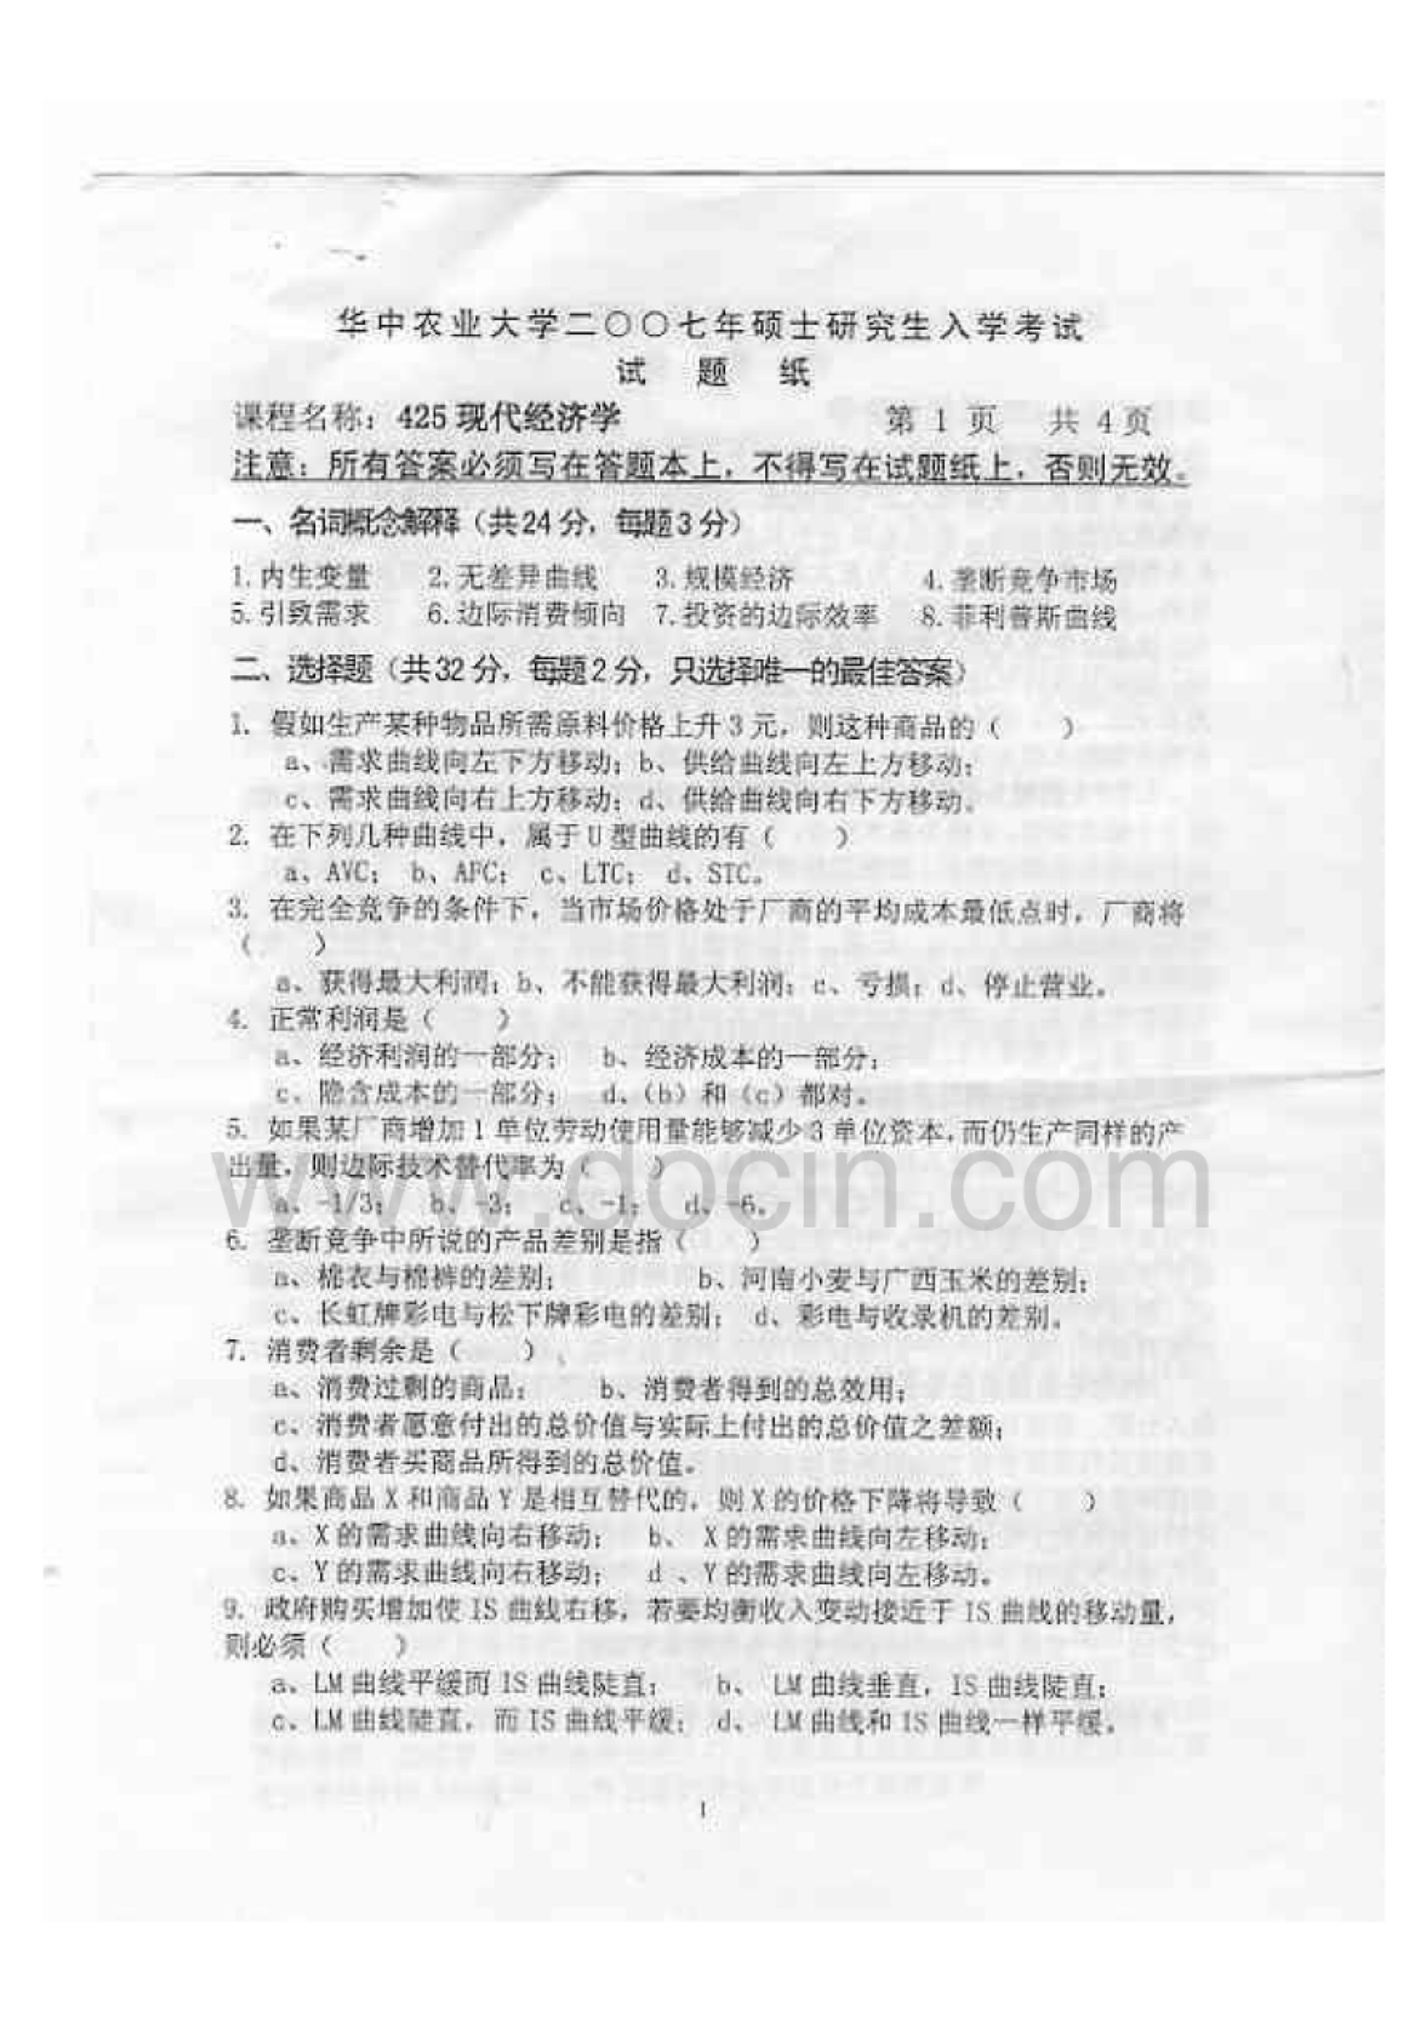 华中农业大学二〇〇七年硕士研究生入学考试
试 题 纸
课程名称：425 现代经济学 第 1 页 共 4 页
注意：所有答案必须写在答题本上，不得写在试题纸上，否则无效。
一、名词概念解释（共24分，每题3分）
1.内生变量 2.无差异曲线 3.规模经济 4.垄断竞争市场
5.引致需求 6.边际消费倾向 7.投资的边际效率 8.菲利普斯曲线
二、选择题（共32分，每题2分，只选择唯一的最佳答案）
1. 假如生产某种物品所需原料价格上升3元，则这种商品的（ ）
a、需求曲线向左下方移动；b、供给曲线向左上方移动；
c、需求曲线向右上方移动；d、供给曲线向右下方移动。
2. 在下列几种曲线中，属于U型曲线的有（ ）
a、AVC； b、AFC； c、LTC； d、STC。
3. 在完全竞争的条件下，当市场价格处于厂商的平均成本最低点时，厂商将
（ ）
a、获得最大利润；b、不能获得最大利润；c、亏损；d、停止营业。
4. 正常利润是（ ）
a、经济利润的一部分； b、经济成本的一部分；
c、隐含成本的一部分； d、（b）和（c）都对。
5. 如果某厂商增加1单位劳动使用量能够减少3单位资本，而仍生产同样的产
出量，则边际技术替代率为（ ）
a、-1/3； b、-3； c、-1； d、-6。
www.docin.com
6. 垄断竞争中所说的产品差别是指（ ）
a、棉衣与棉裤的差别； b、河南小麦与广西玉米的差别；
c、长虹牌彩电与松下牌彩电的差别； d、彩电与收录机的差别。
7. 消费者剩余是（ ）
a、消费过剩的商品； b、消费者得到的总效用；
c、消费者愿意付出的总价值与实际上付出的总价值之差额；
d、消费者买商品所得到的总价值。
8. 如果商品X和商品Y是相互替代的，则X的价格下降将导致（ ）
a、X的需求曲线向右移动； b、 X的需求曲线向左移动；
c、Y的需求曲线向右移动； d 、Y的需求曲线向左移动。
9. 政府购买增加使IS曲线右移，若要均衡收入变动接近于IS曲线的移动量，
则必须（ ）
a、LM曲线平缓而IS曲线陡直； b、 LM曲线垂直，IS曲线陡直；
c、LM曲线陡直，而IS曲线平缓； d、 LM曲线和IS曲线一样平缓。
1